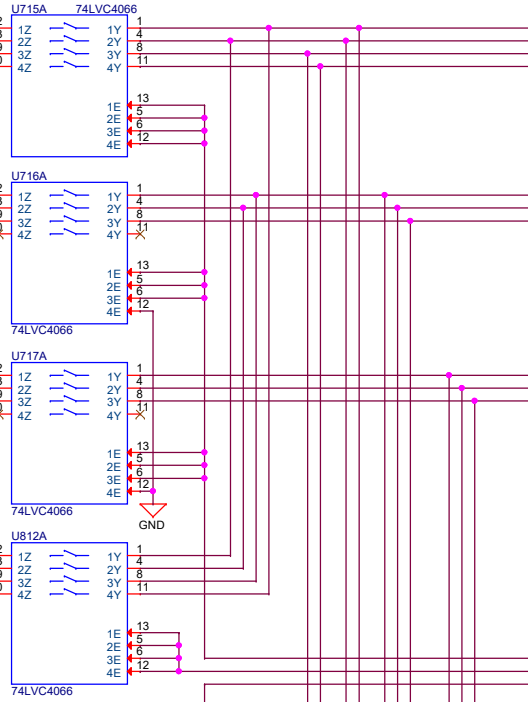 U715A 74LVC4066
1Z 1Y 1
2Z 2Y 4
3Z 3Y 8
4Z 4Y 11
1E 13
2E 5
3E 6
4E 12
U716A
1Z 1Y 1
2Z 2Y 4
3Z 3Y 8
4Z 4Y 11
1E 13
2E 5
3E 6
4E 12
74LVC4066
U717A
1Z 1Y 1
2Z 2Y 4
3Z 3Y 8
4Z 4Y 11
1E 13
2E 5
3E 6
4E 12
74LVC4066
GND
U812A
1Z 1Y 1
2Z 2Y 4
3Z 3Y 8
4Z 4Y 11
1E 13
2E 5
3E 6
4E 12
74LVC4066